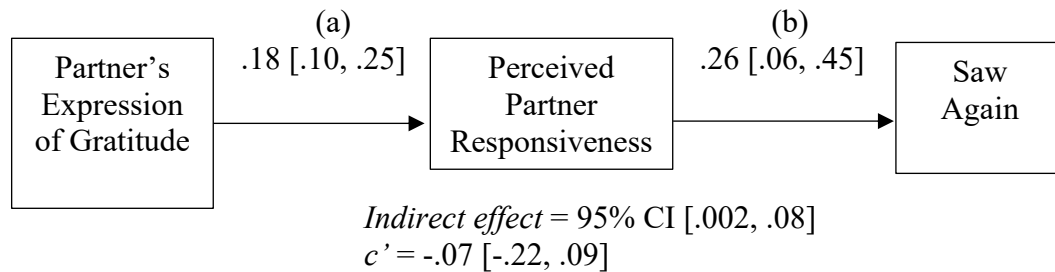 Partner's
Expression
of Gratitude
(a)
.18 [.10, .25]
Perceived
Partner
Responsiveness
(b)
.26 [.06, .45]
Saw
Again
Indirect effect = 95% CI [.002, .08]
c' = -.07 [-.22, .09]